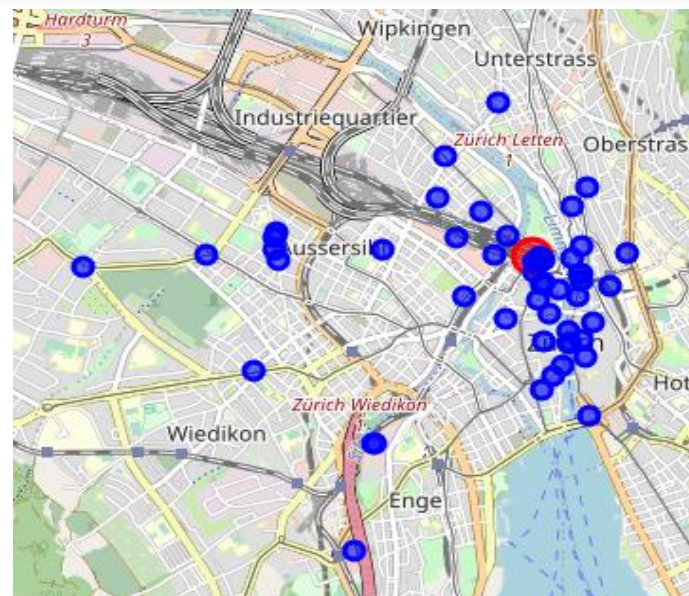 Hardturm
3
Wipkingen
Unterstrass
Industriequartier
Zürich Letten
1
Oberstras
Aussersihl
Zürich Wiedikon
1
Wiedikon
Enge
Hot